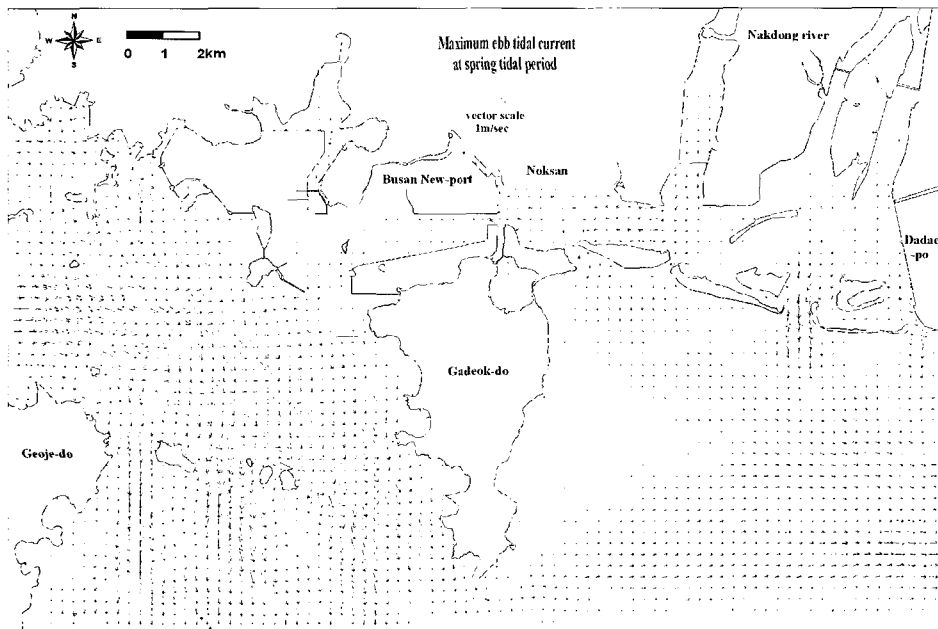 N
W E
S
0 1 2km
Maximum ebb tidal current
at spring tidal period
vector scale
1m/sec
Nakdong river
Busan New-port
Noksan
Dadae
-po
Gadeok-do
Geoje-do